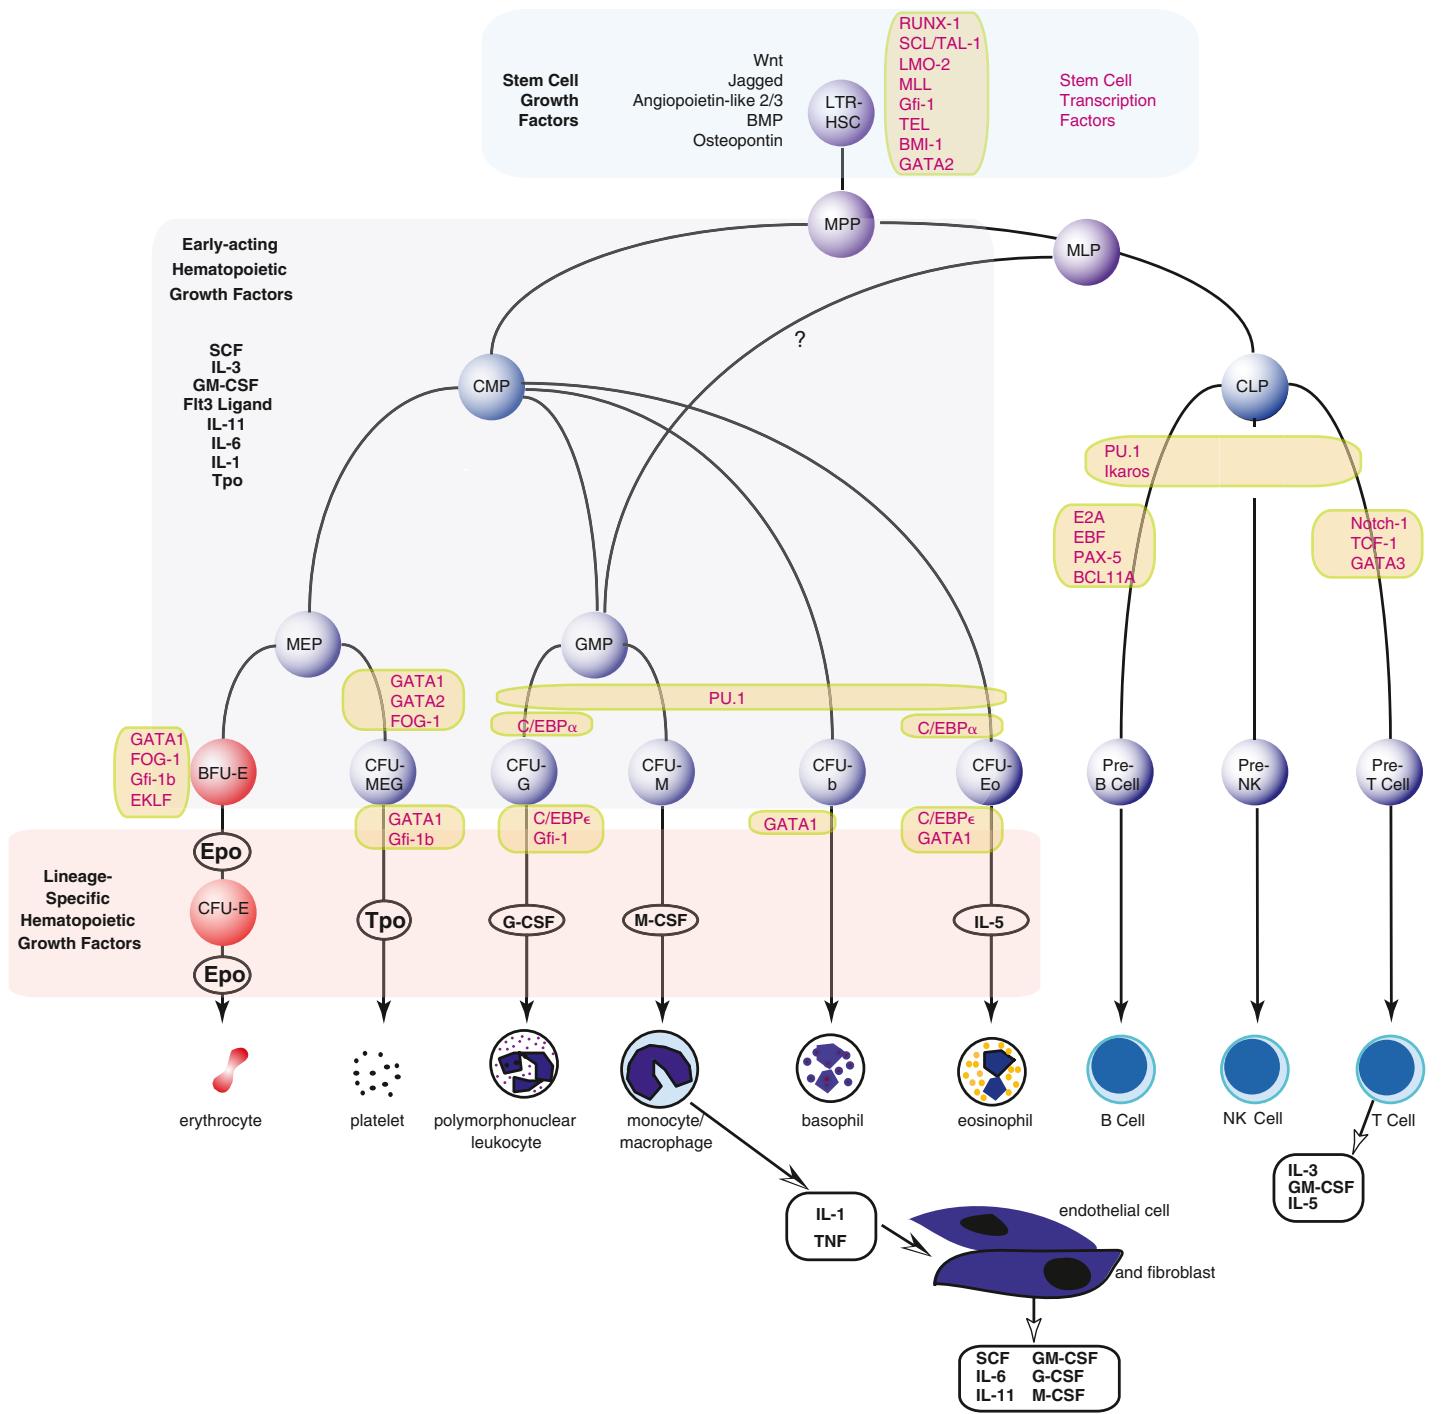 Stem Cell
Growth
Factors
Wnt
Jagged
Angiopoietin-like 2/3
BMP
Osteopontin
LTR-
HSC
RUNX-1
SCL/TAL-1
LMO-2
MLL
Gfi-1
TEL
BMI-1
GATA2
Stem Cell
Transcription
Factors
MPP
MLP
Early-acting
Hematopoietic
Growth Factors
SCF
IL-3
GM-CSF
Flt3 Ligand
IL-11
IL-6
IL-1
Tpo
?
CMP
CLP
PU.1
Ikaros
E2A
EBF
PAX-5
BCL11A
Notch-1
TCF-1
GATA3
MEP
GMP
GATA1
GATA2
FOG-1
PU.1
C/EBPα
C/EBPα
GATA1
FOG-1
Gfi-1b
EKLF
BFU-E
CFU-
MEG
CFU-
G
CFU-
M
CFU-
b
CFU-
Eo
Pre-
B Cell
Pre-
NK
Pre-
T Cell
GATA1
Gfi-1b
C/EBPϵ
Gfi-1
GATA1
C/EBPϵ
GATA1
Lineage-
Specific
Hematopoietic
Growth Factors
Epo
CFU-E
Epo
Tpo
G-CSF
M-CSF
IL-5
erythrocyte
platelet
polymorphonuclear
leukocyte
monocyte/
macrophage
basophil
eosinophil
B Cell
NK Cell
T Cell
IL-3
GM-CSF
IL-5
IL-1
TNF
endothelial cell
and fibroblast
SCF GM-CSF
IL-6 G-CSF
IL-11 M-CSF